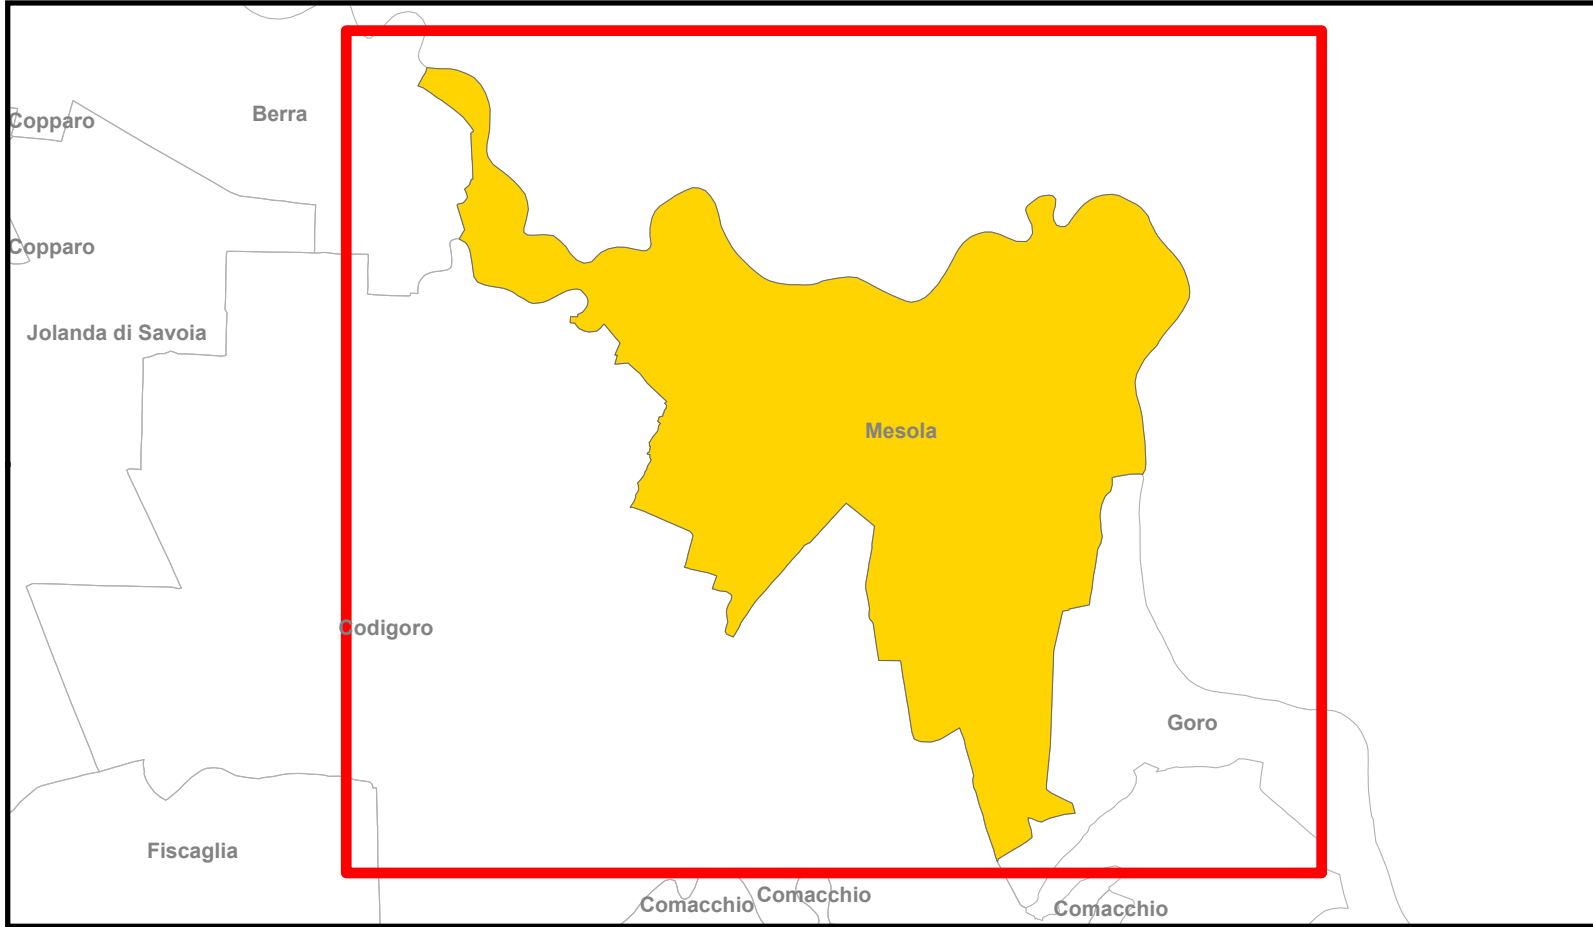 Berra
Copparo
Copparo
Jolanda di Savoia
Mesola
Codigoro
Goro
Fiscaglia
Comacchio
Comacchio
Comacchio